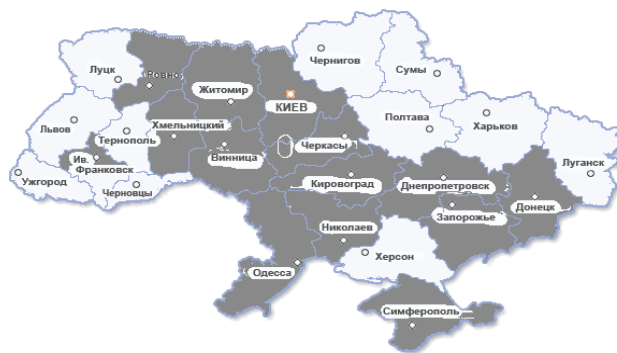 Чернигов
Сумы
Луцк
Ровно
Житомир
КИЕВ
Полтава
Харьков
Львов
Тернополь
Хмельницкий
Черкасы
Винница
Ив.
Франковск
Луганск
Ужгород
Черновцы
Кировоград
Днепропетровск
Запорожье
Донецк
Николаев
Одесса
Херсон
Симферополь